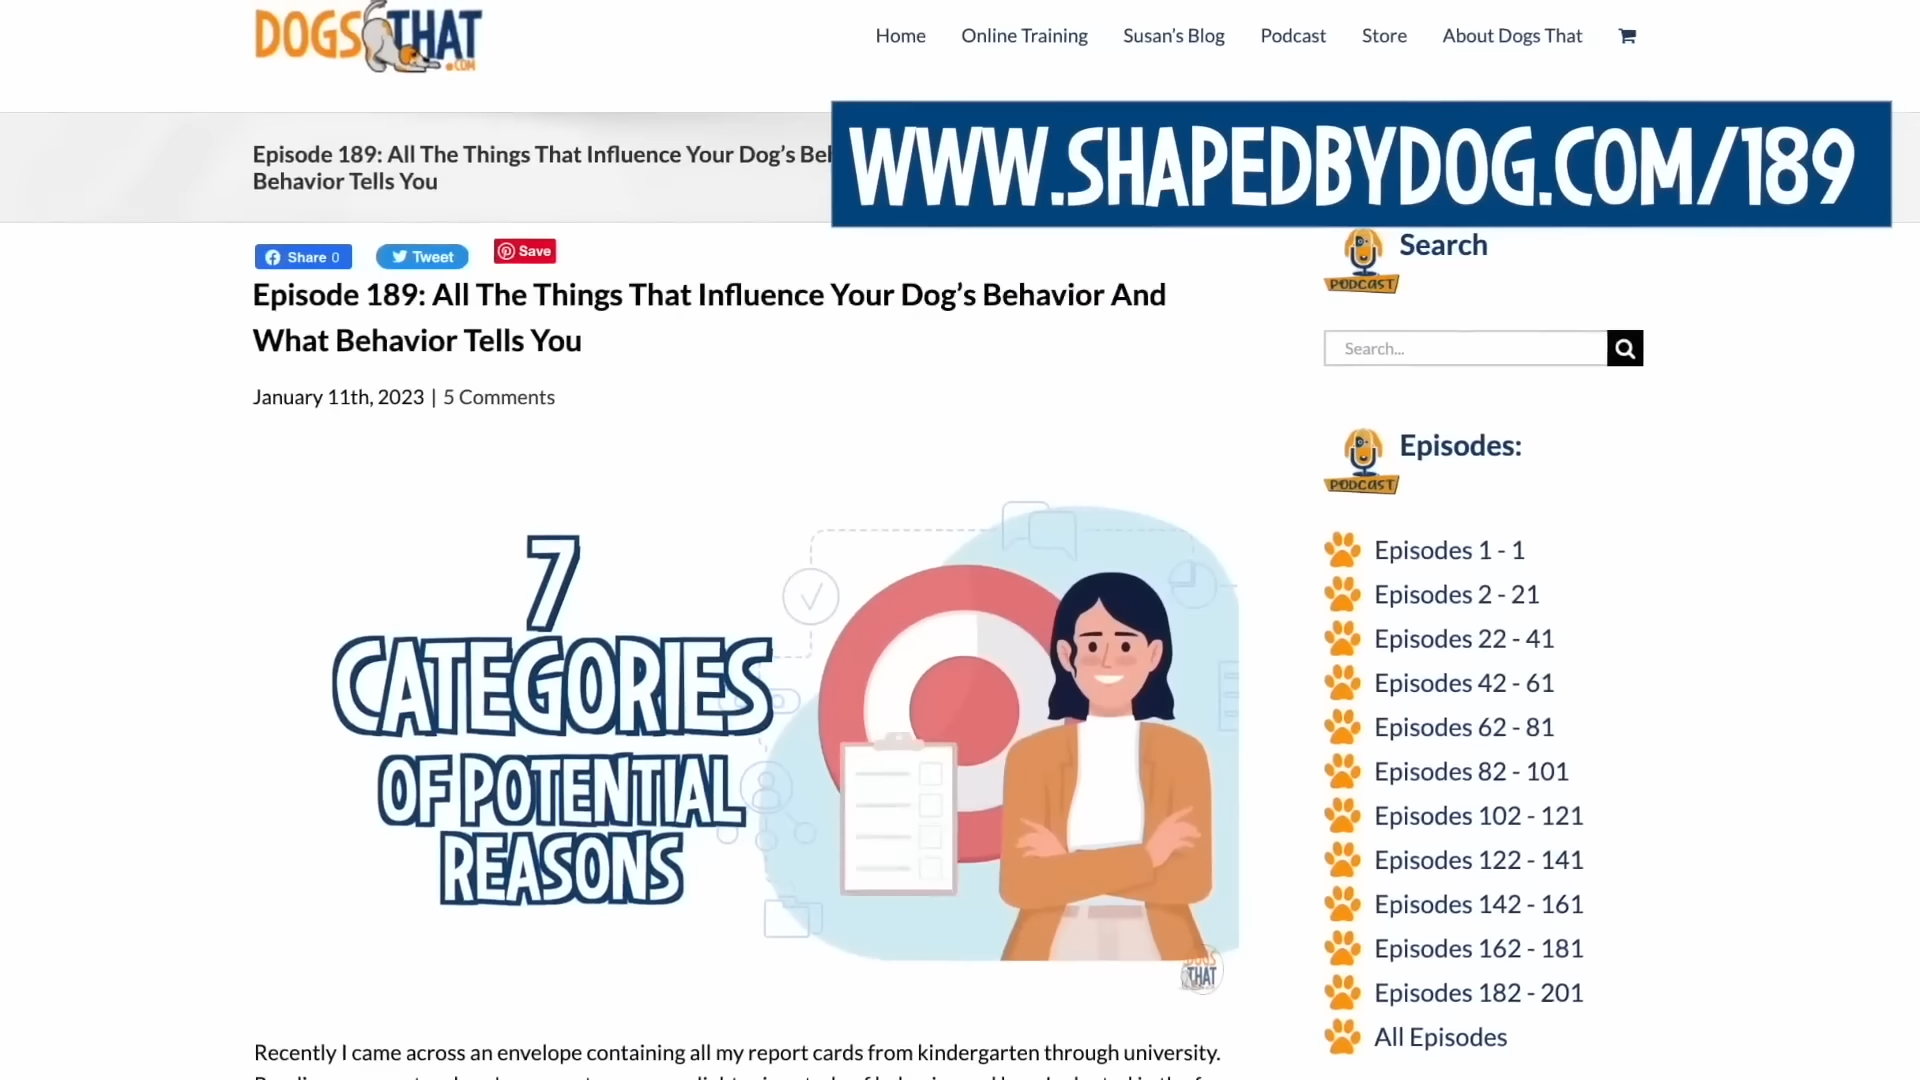 DOGS THAT
.COM
Home Online Training Susan's Blog Podcast Store About Dogs That
WWW.SHAPEDBYDOG.COM/189
Episode 189: All The Things That Influence Your Dog's
Behavior Tells You
Share 0 Tweet Save
Episode 189: All The Things That Influence Your Dog's Behavior And
What Behavior Tells You
January 11th, 2023 | 5 Comments
7
CATEGORIES
OF POTENTIAL
REASONS
DOGS
THAT
Recently I came across an envelope containing all my report cards from kindergarten through university.
Search
PODCAST
Search...
Episodes:
PODCAST
Episodes 1 - 1
Episodes 2 - 21
Episodes 22 - 41
Episodes 42 - 61
Episodes 62 - 81
Episodes 82 - 101
Episodes 102 - 121
Episodes 122 - 141
Episodes 142 - 161
Episodes 162 - 181
Episodes 182 - 201
All Episodes